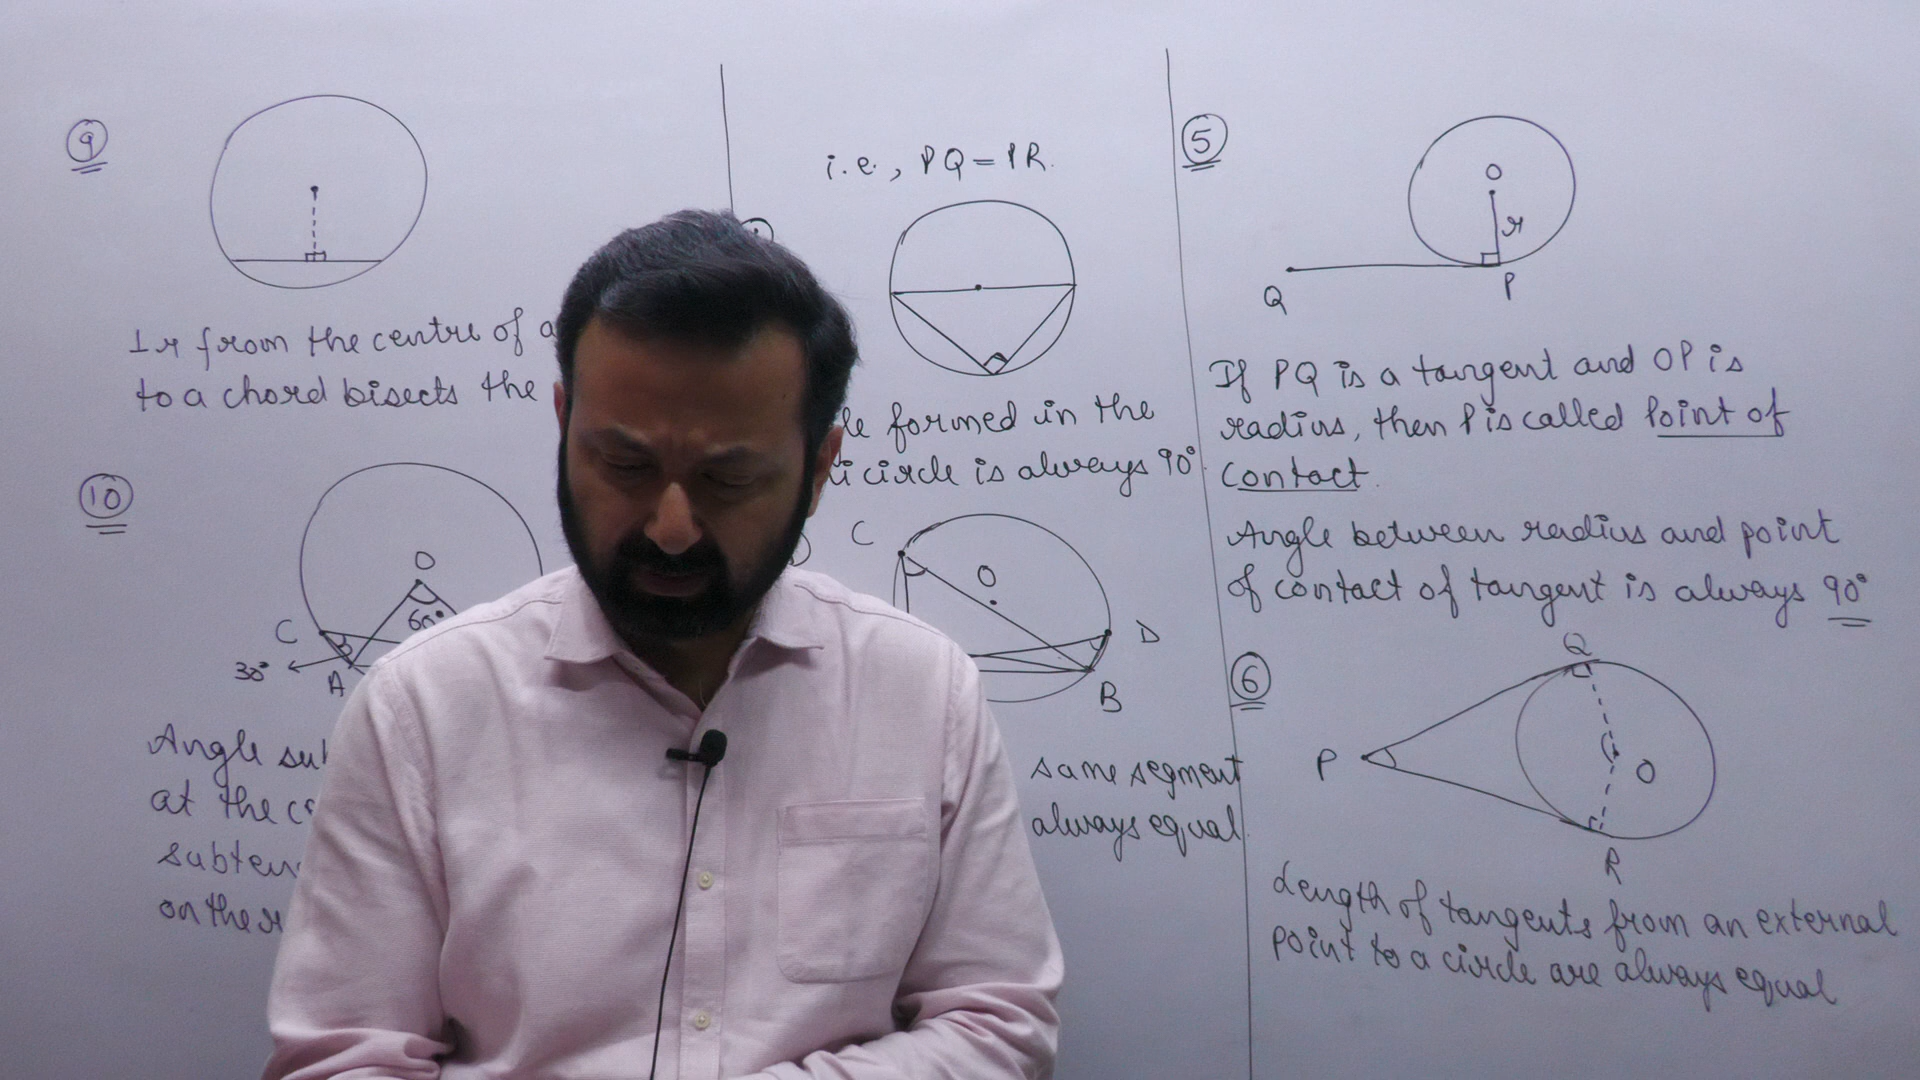 9
⊥r from the centre of a
to a chord bisects the
10
O
60°
C
30°
A
Angle
at the
on the
i.e., PQ=PR.
formed in the
circle is always 90°.
C
O
D
B
same segment
always equal.
5
O
r
Q
P
If PQ is a tangent and OP is
radius, then P is called Point of
Contact.
Angle between radius and point
of contact of tangent is always 90°
6
Q
P
O
R
Length of tangents from an external
point to a circle are always equal